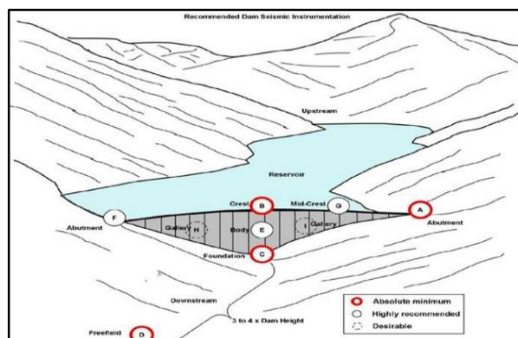 Recommended Dam Seismic Instrumentation
Upstream
Reservoir
Crest B Mid-Crest G A
F Abutment
Abutment Gallery H Body E I Gallery
Foundation C
Downstream
3 to 4 x Dam Height
Freefield D
Absolute minimum
Highly recommended
Desirable